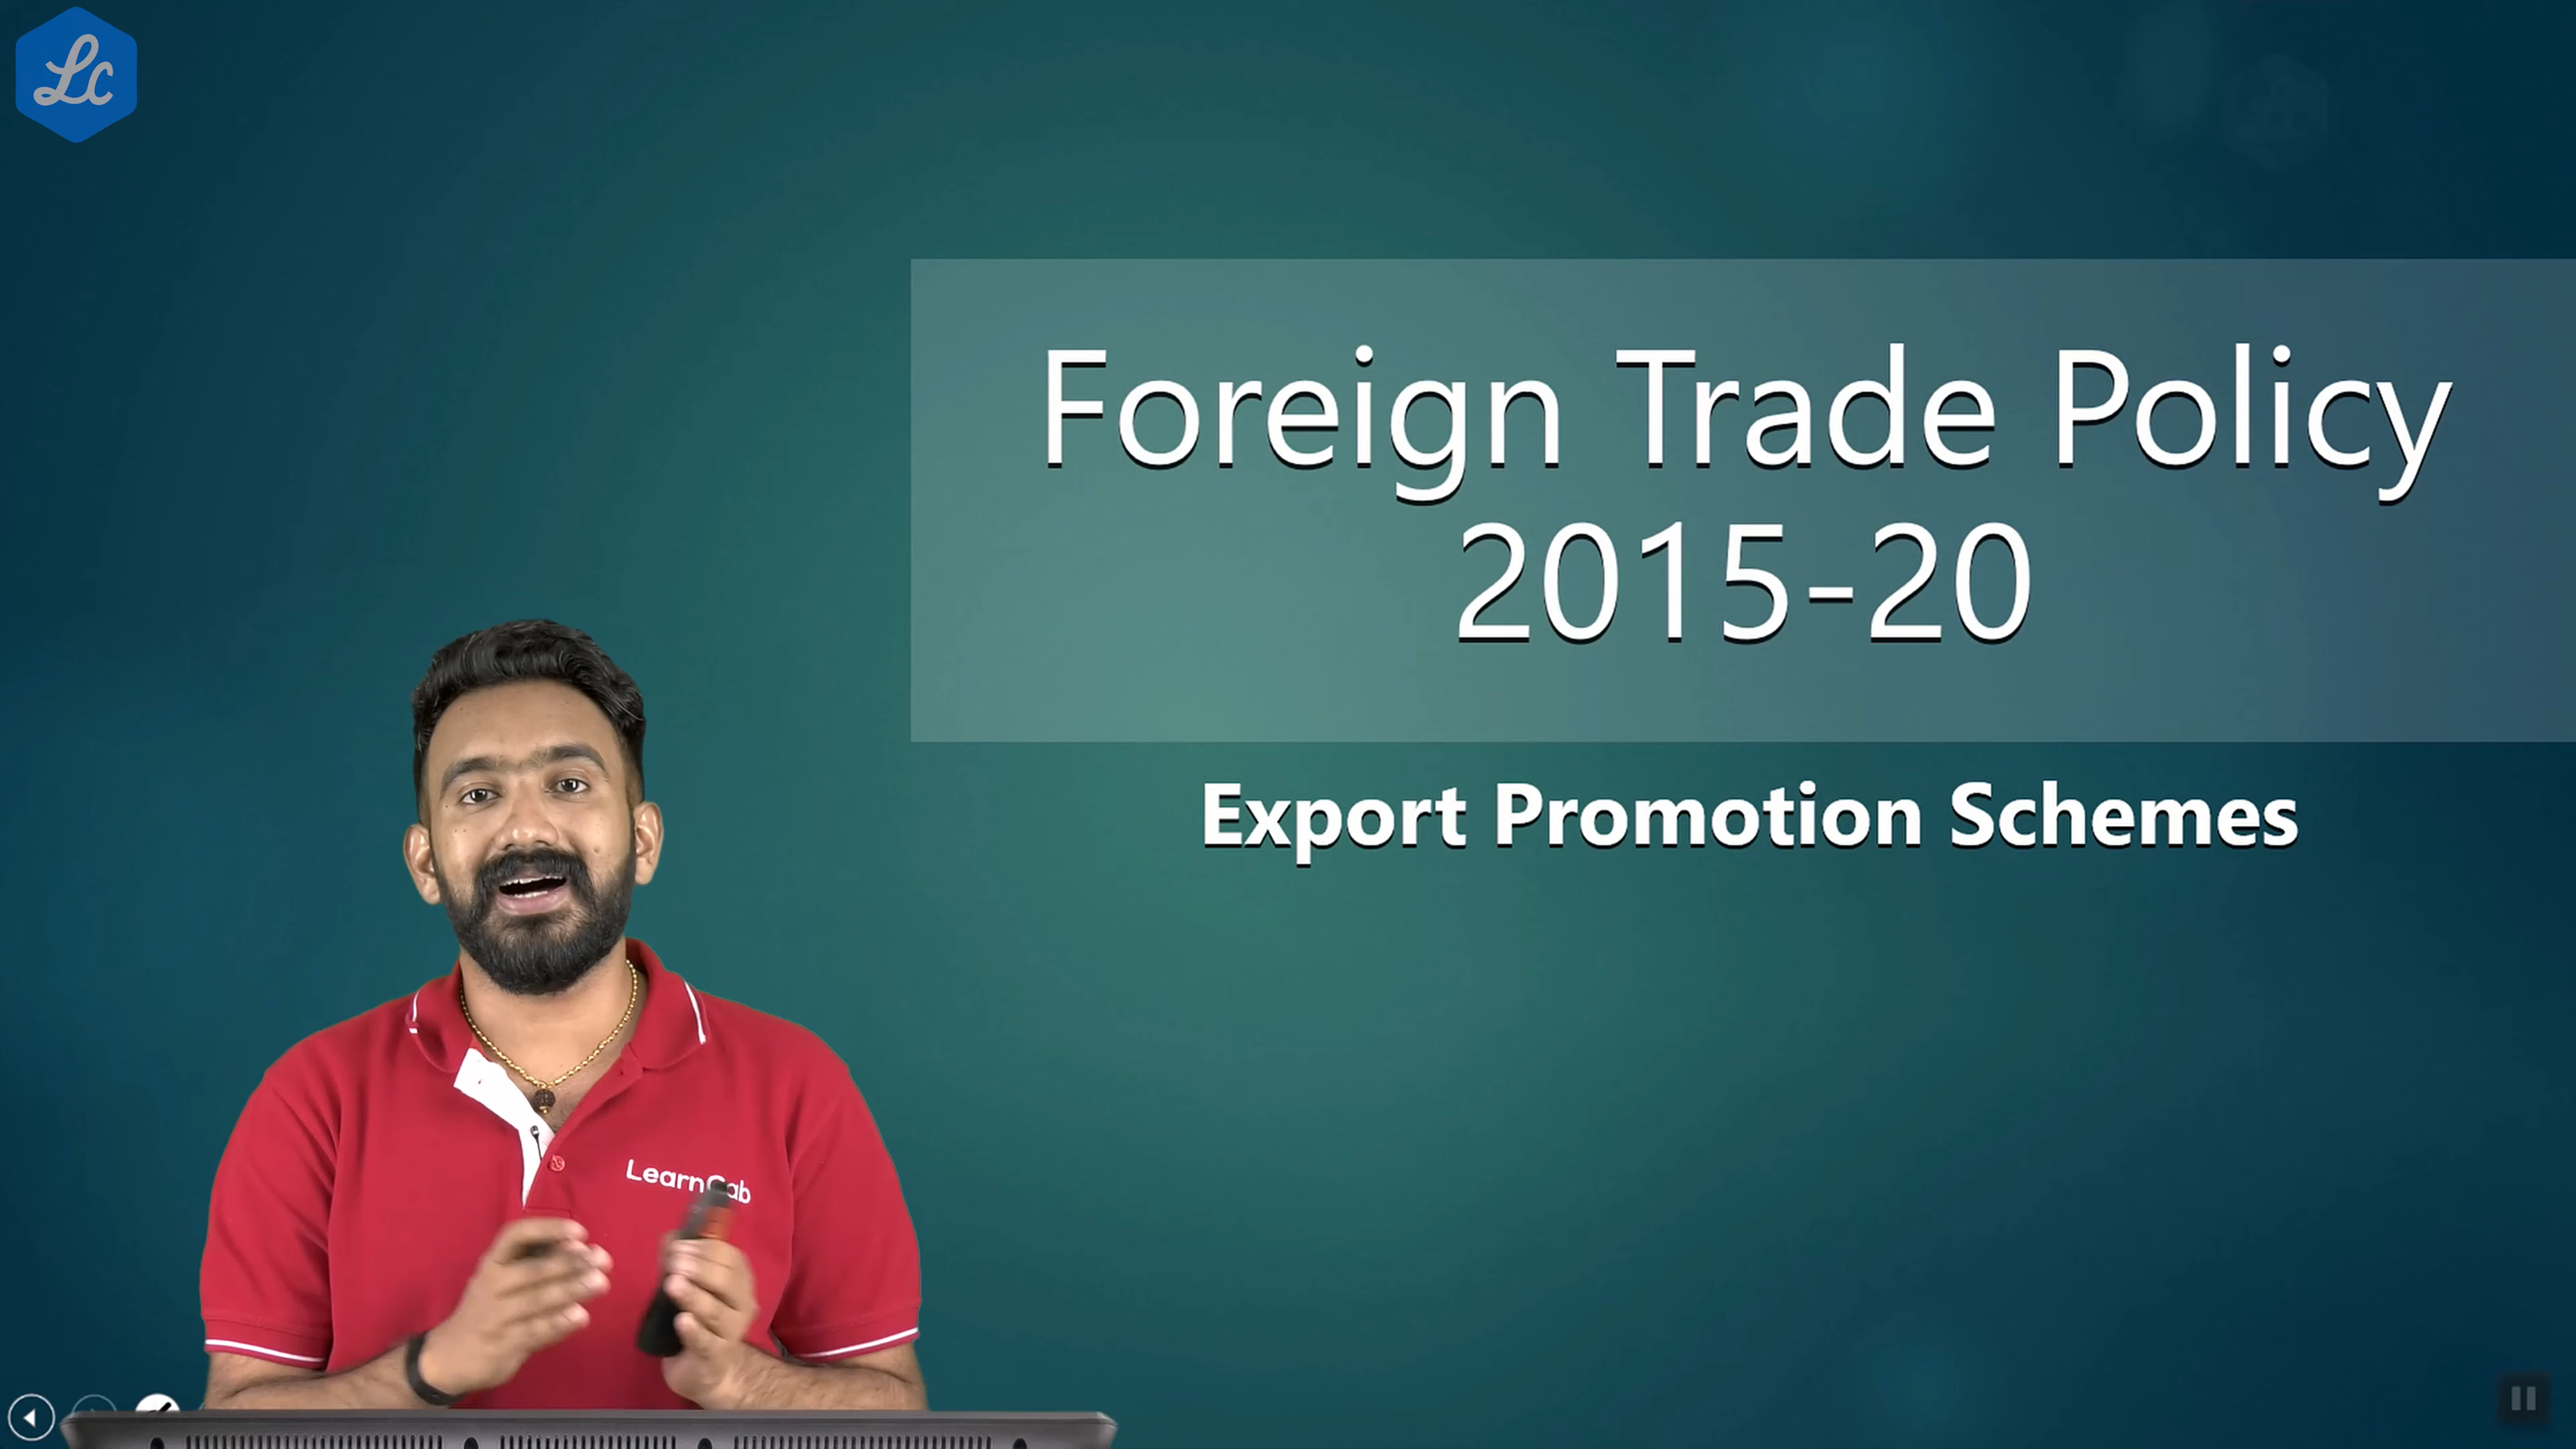 Lc
Foreign Trade Policy
2015-20
Export Promotion Schemes
LearnCab